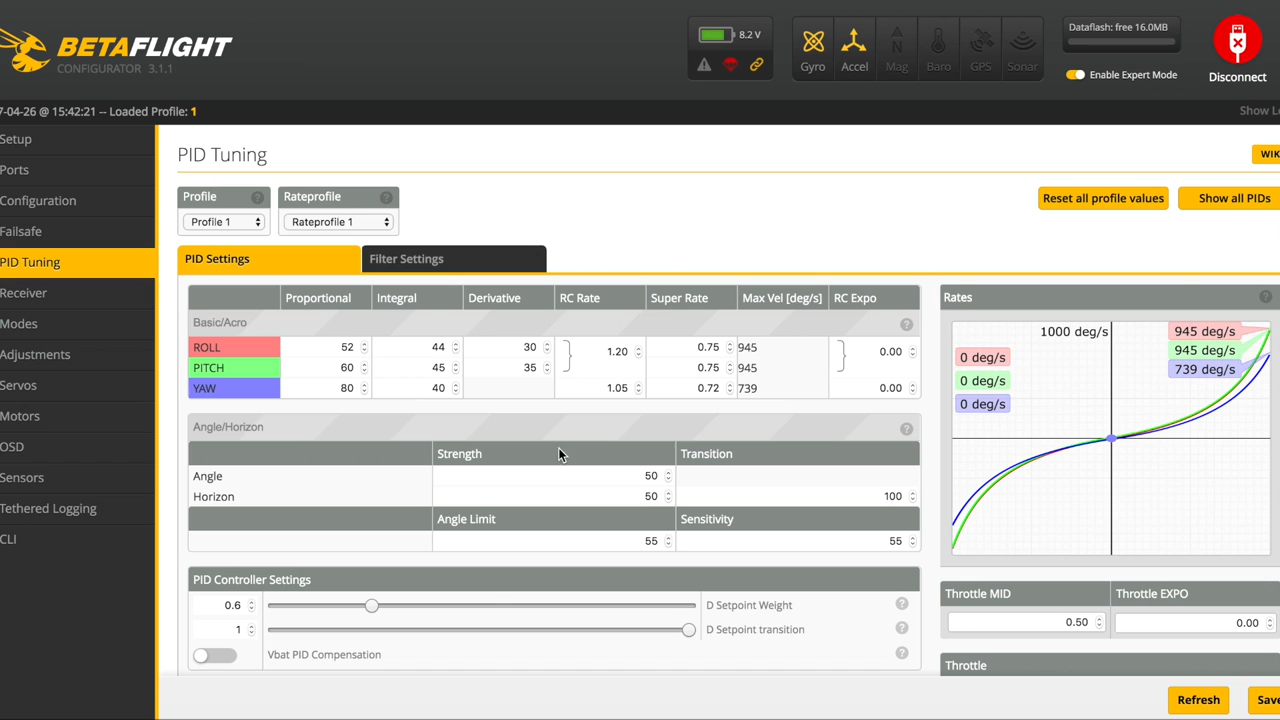 BETAFLIGHT
CONFIGURATOR 3.1.1
8.2 V
Gyro Accel Mag Baro GPS Sonar
Dataflash: free 16.0MB
Enable Expert Mode
Disconnect
7-04-26 @ 15:42:21 -- Loaded Profile: 1
Show Lo
Setup
Ports
Configuration
Failsafe
PID Tuning
Receiver
Modes
Adjustments
Servos
Motors
OSD
Sensors
Tethered Logging
CLI
PID Tuning
WIK
Profile ?
Profile 1
Rateprofile ?
Rateprofile 1
Reset all profile values
Show all PIDs
PID Settings
Filter Settings
Proportional Integral Derivative RC Rate Super Rate Max Vel [deg/s] RC Expo
Basic/Acro ?
ROLL 52 44 30 1.20 0.75 945 0.00
PITCH 60 45 35 0.75 945
YAW 80 40 1.05 0.72 739 0.00
Angle/Horizon ?
Strength Transition
Angle 50
Horizon 50 100
Angle Limit Sensitivity
55 55
PID Controller Settings
0.6 D Setpoint Weight ?
1 D Setpoint transition ?
Vbat PID Compensation ?
Rates ?
1000 deg/s
945 deg/s
945 deg/s
739 deg/s
0 deg/s
0 deg/s
0 deg/s
Throttle MID Throttle EXPO
0.50 0.00
Throttle
Refresh
Save